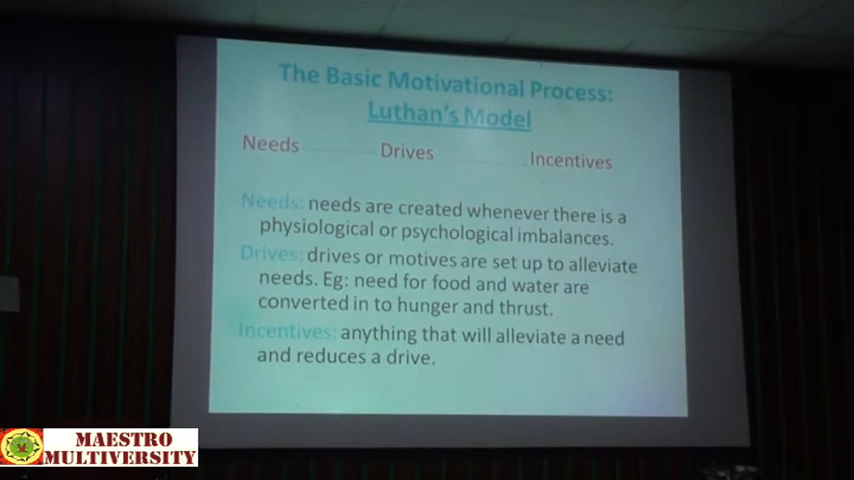 The Basic Motivational Process:
Luthan's Model
Needs Drives Incentives
Needs: needs are created whenever there is a
physiological or psychological imbalances.
Drives: drives or motives are set up to alleviate
needs. Eg: need for food and water are
converted in to hunger and thrust.
Incentives: anything that will alleviate a need
and reduces a drive.
MAESTRO
MULTIVERSITY